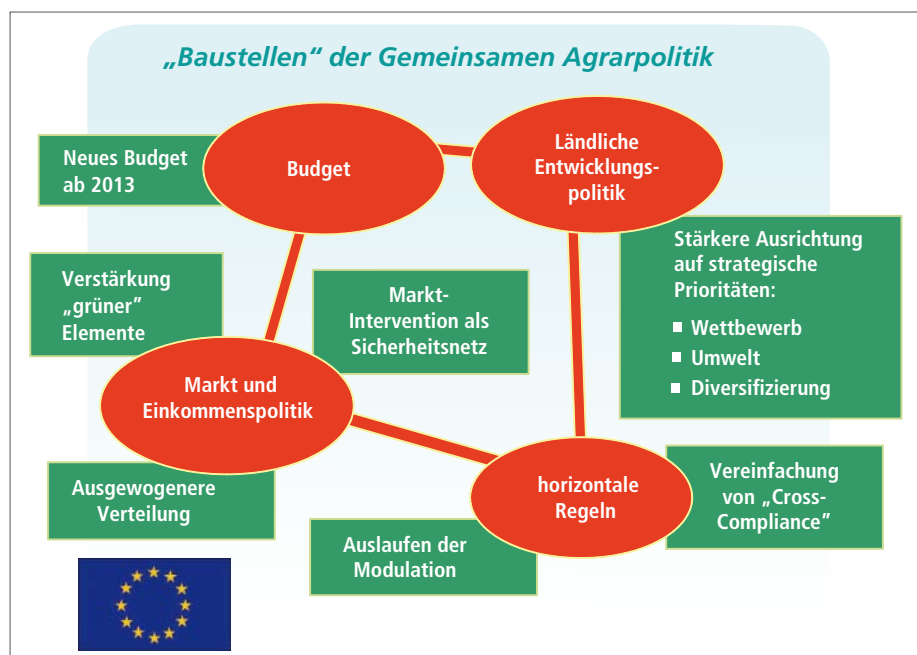 „Baustellen“ der Gemeinsamen Agrarpolitik
Neues Budget
ab 2013
Budget
Ländliche
Entwicklungs-
politik
Stärkere Ausrichtung
auf strategische
Prioritäten:
■ Wettbewerb
■ Umwelt
■ Diversifizierung
Verstärkung
„grüner”
Elemente
Markt-
Intervention als
Sicherheitsnetz
Markt und
Einkommenspolitik
Ausgewogenere
Verteilung
horizontale
Regeln
Vereinfachung
von „Cross-
Compliance”
Auslaufen der
Modulation